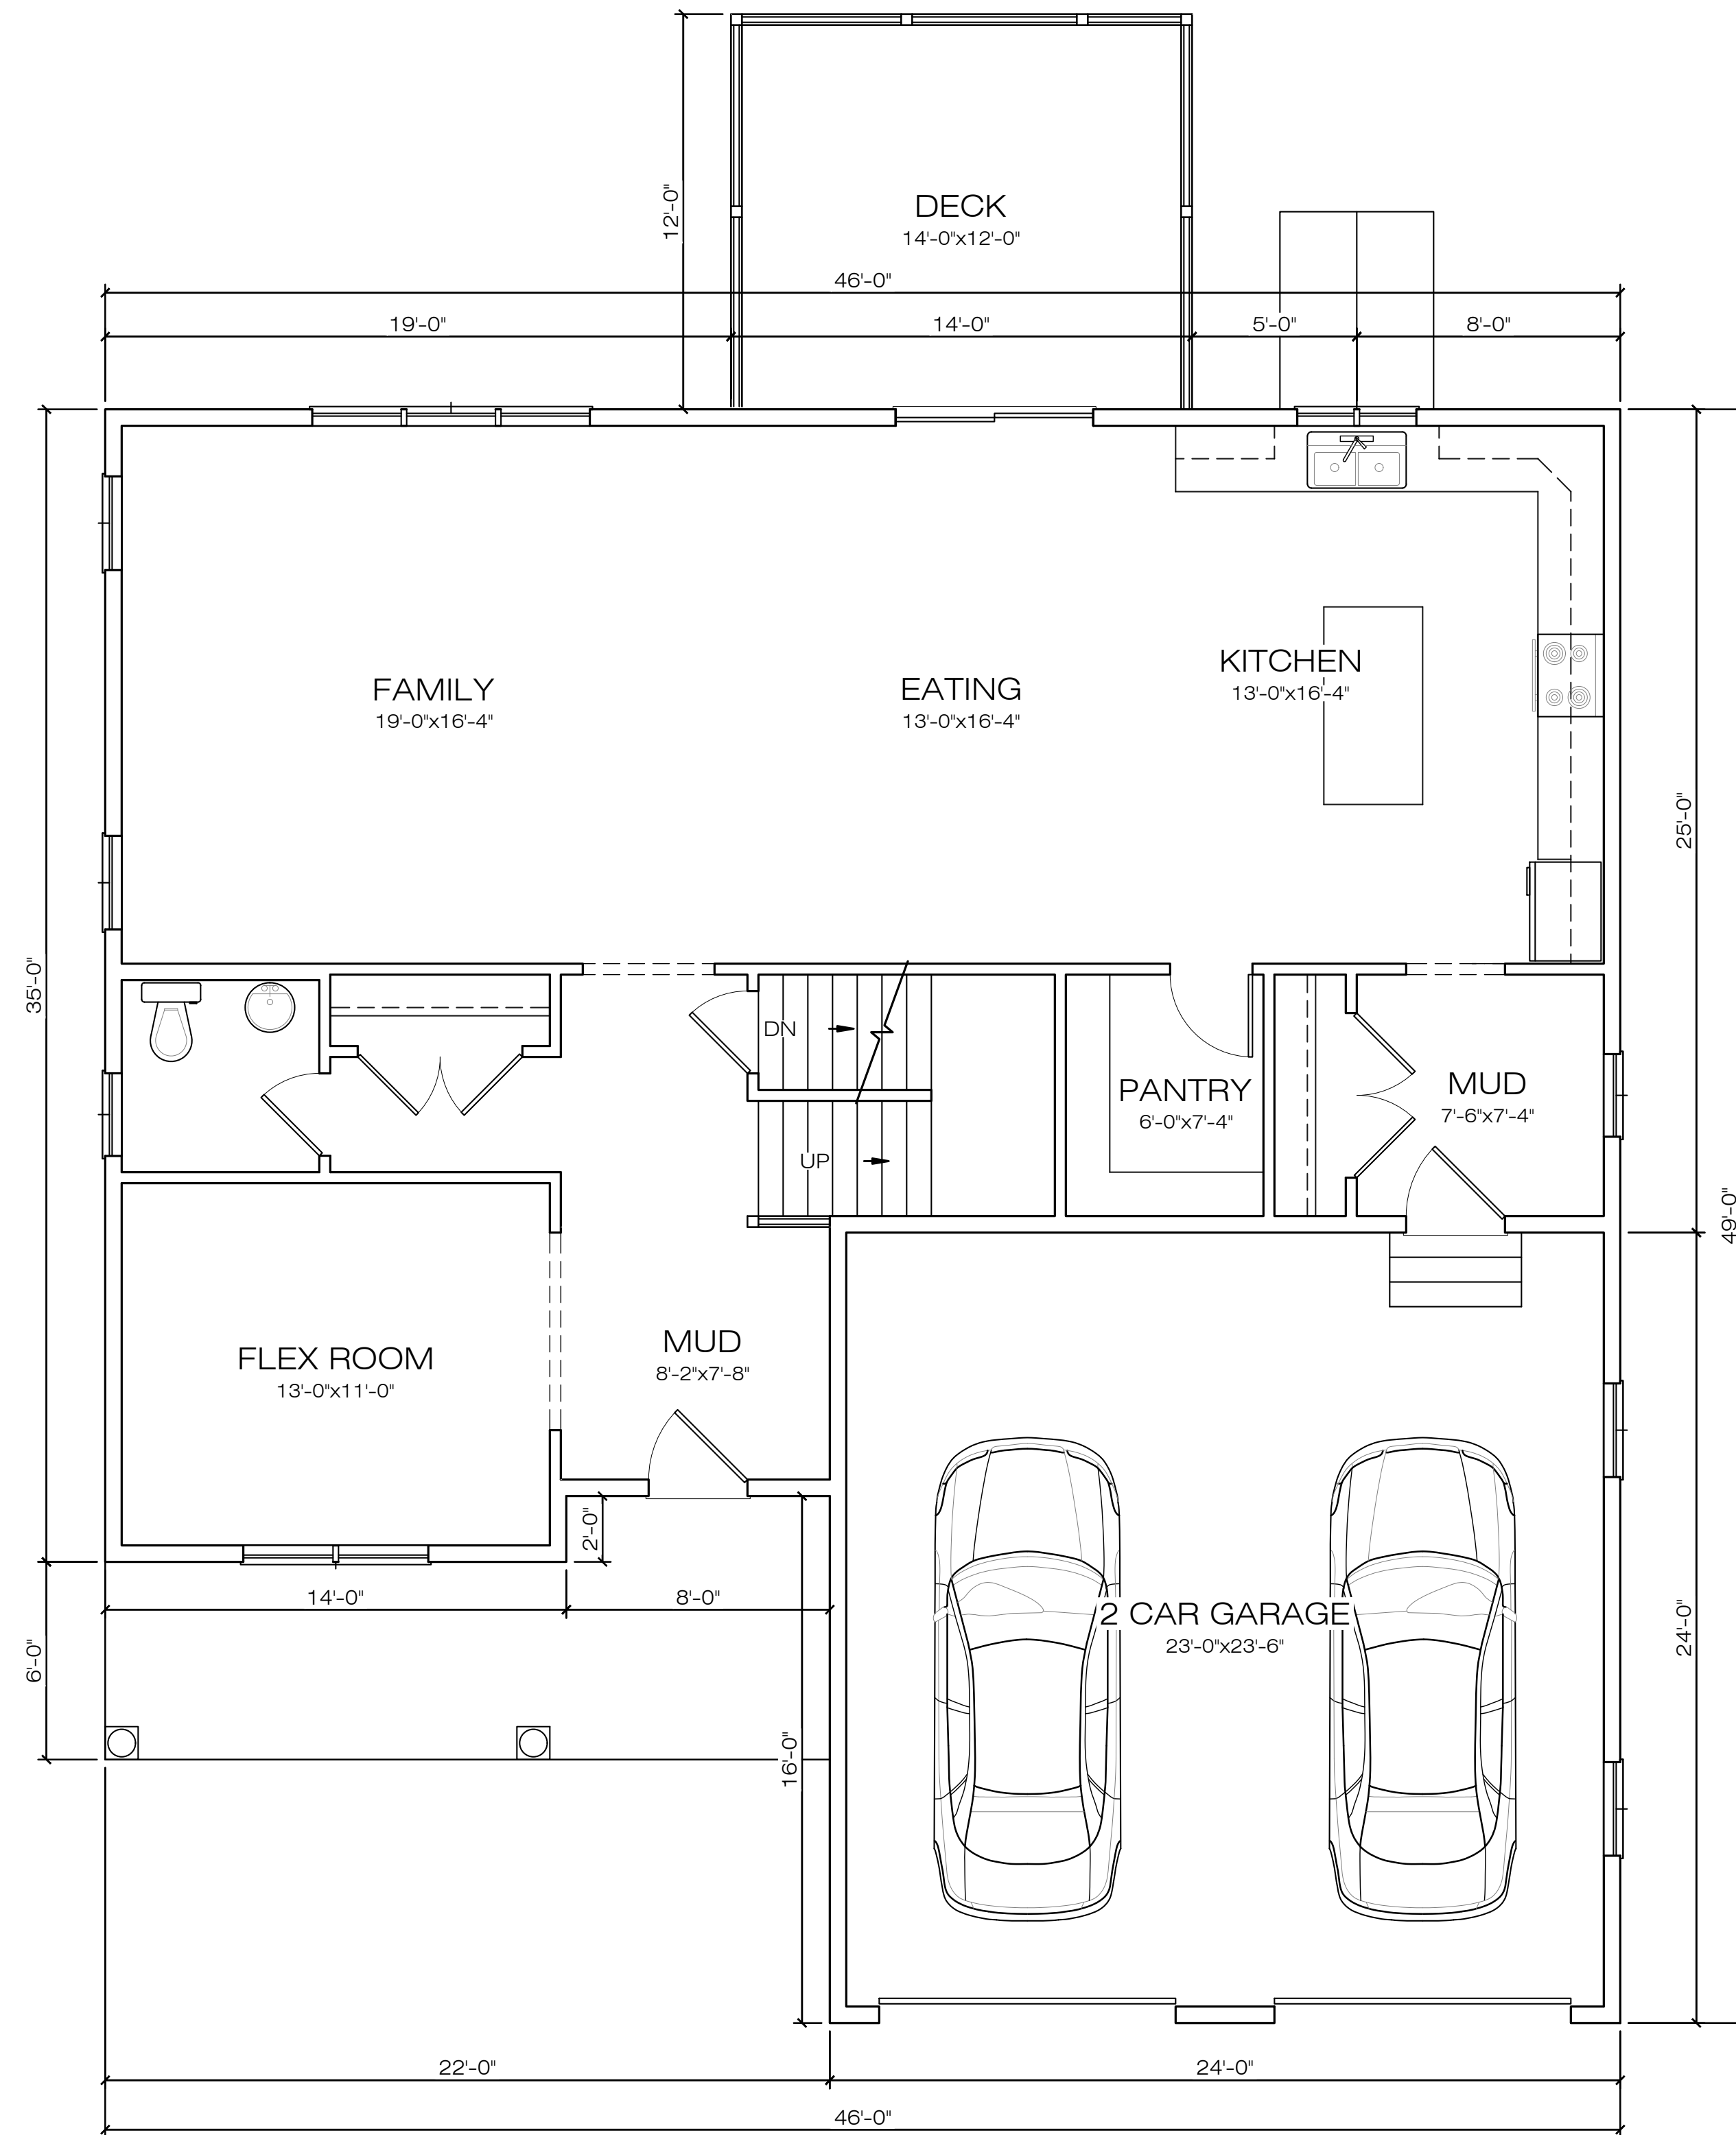 12'-0"
DECK
14'-0"x12'-0"
46'-0"
19'-0"
14'-0"
5'-0"
8'-0"
FAMILY
19'-0"x16'-4"
EATING
13'-0"x16'-4"
KITCHEN
13'-0"x16'-4"
25'-0"
35'-0"
DN
UP
PANTRY
6'-0"x7'-4"
MUD
7'-6"x7'-4"
49'-0"
FLEX ROOM
13'-0"x11'-0"
MUD
8'-2"x7'-8"
2'-0"
14'-0"
8'-0"
6'-0"
2 CAR GARAGE
23'-0"x23'-6"
24'-0"
16'-0"
22'-0"
24'-0"
46'-0"